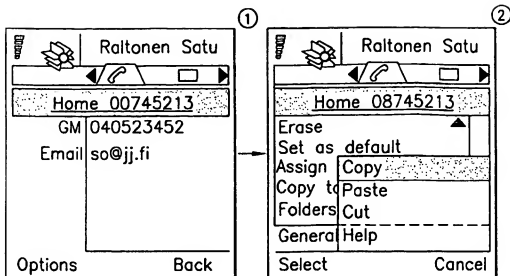 1
Raltonen Satu
Home 00745213
GM 040523452
Email so@jj.fi
Options Back
2
Raltonen Satu
Home 08745213
Erase
Set as default
Assign Copy
Copy to Paste
Folders Cut
General Help
Select Cancel